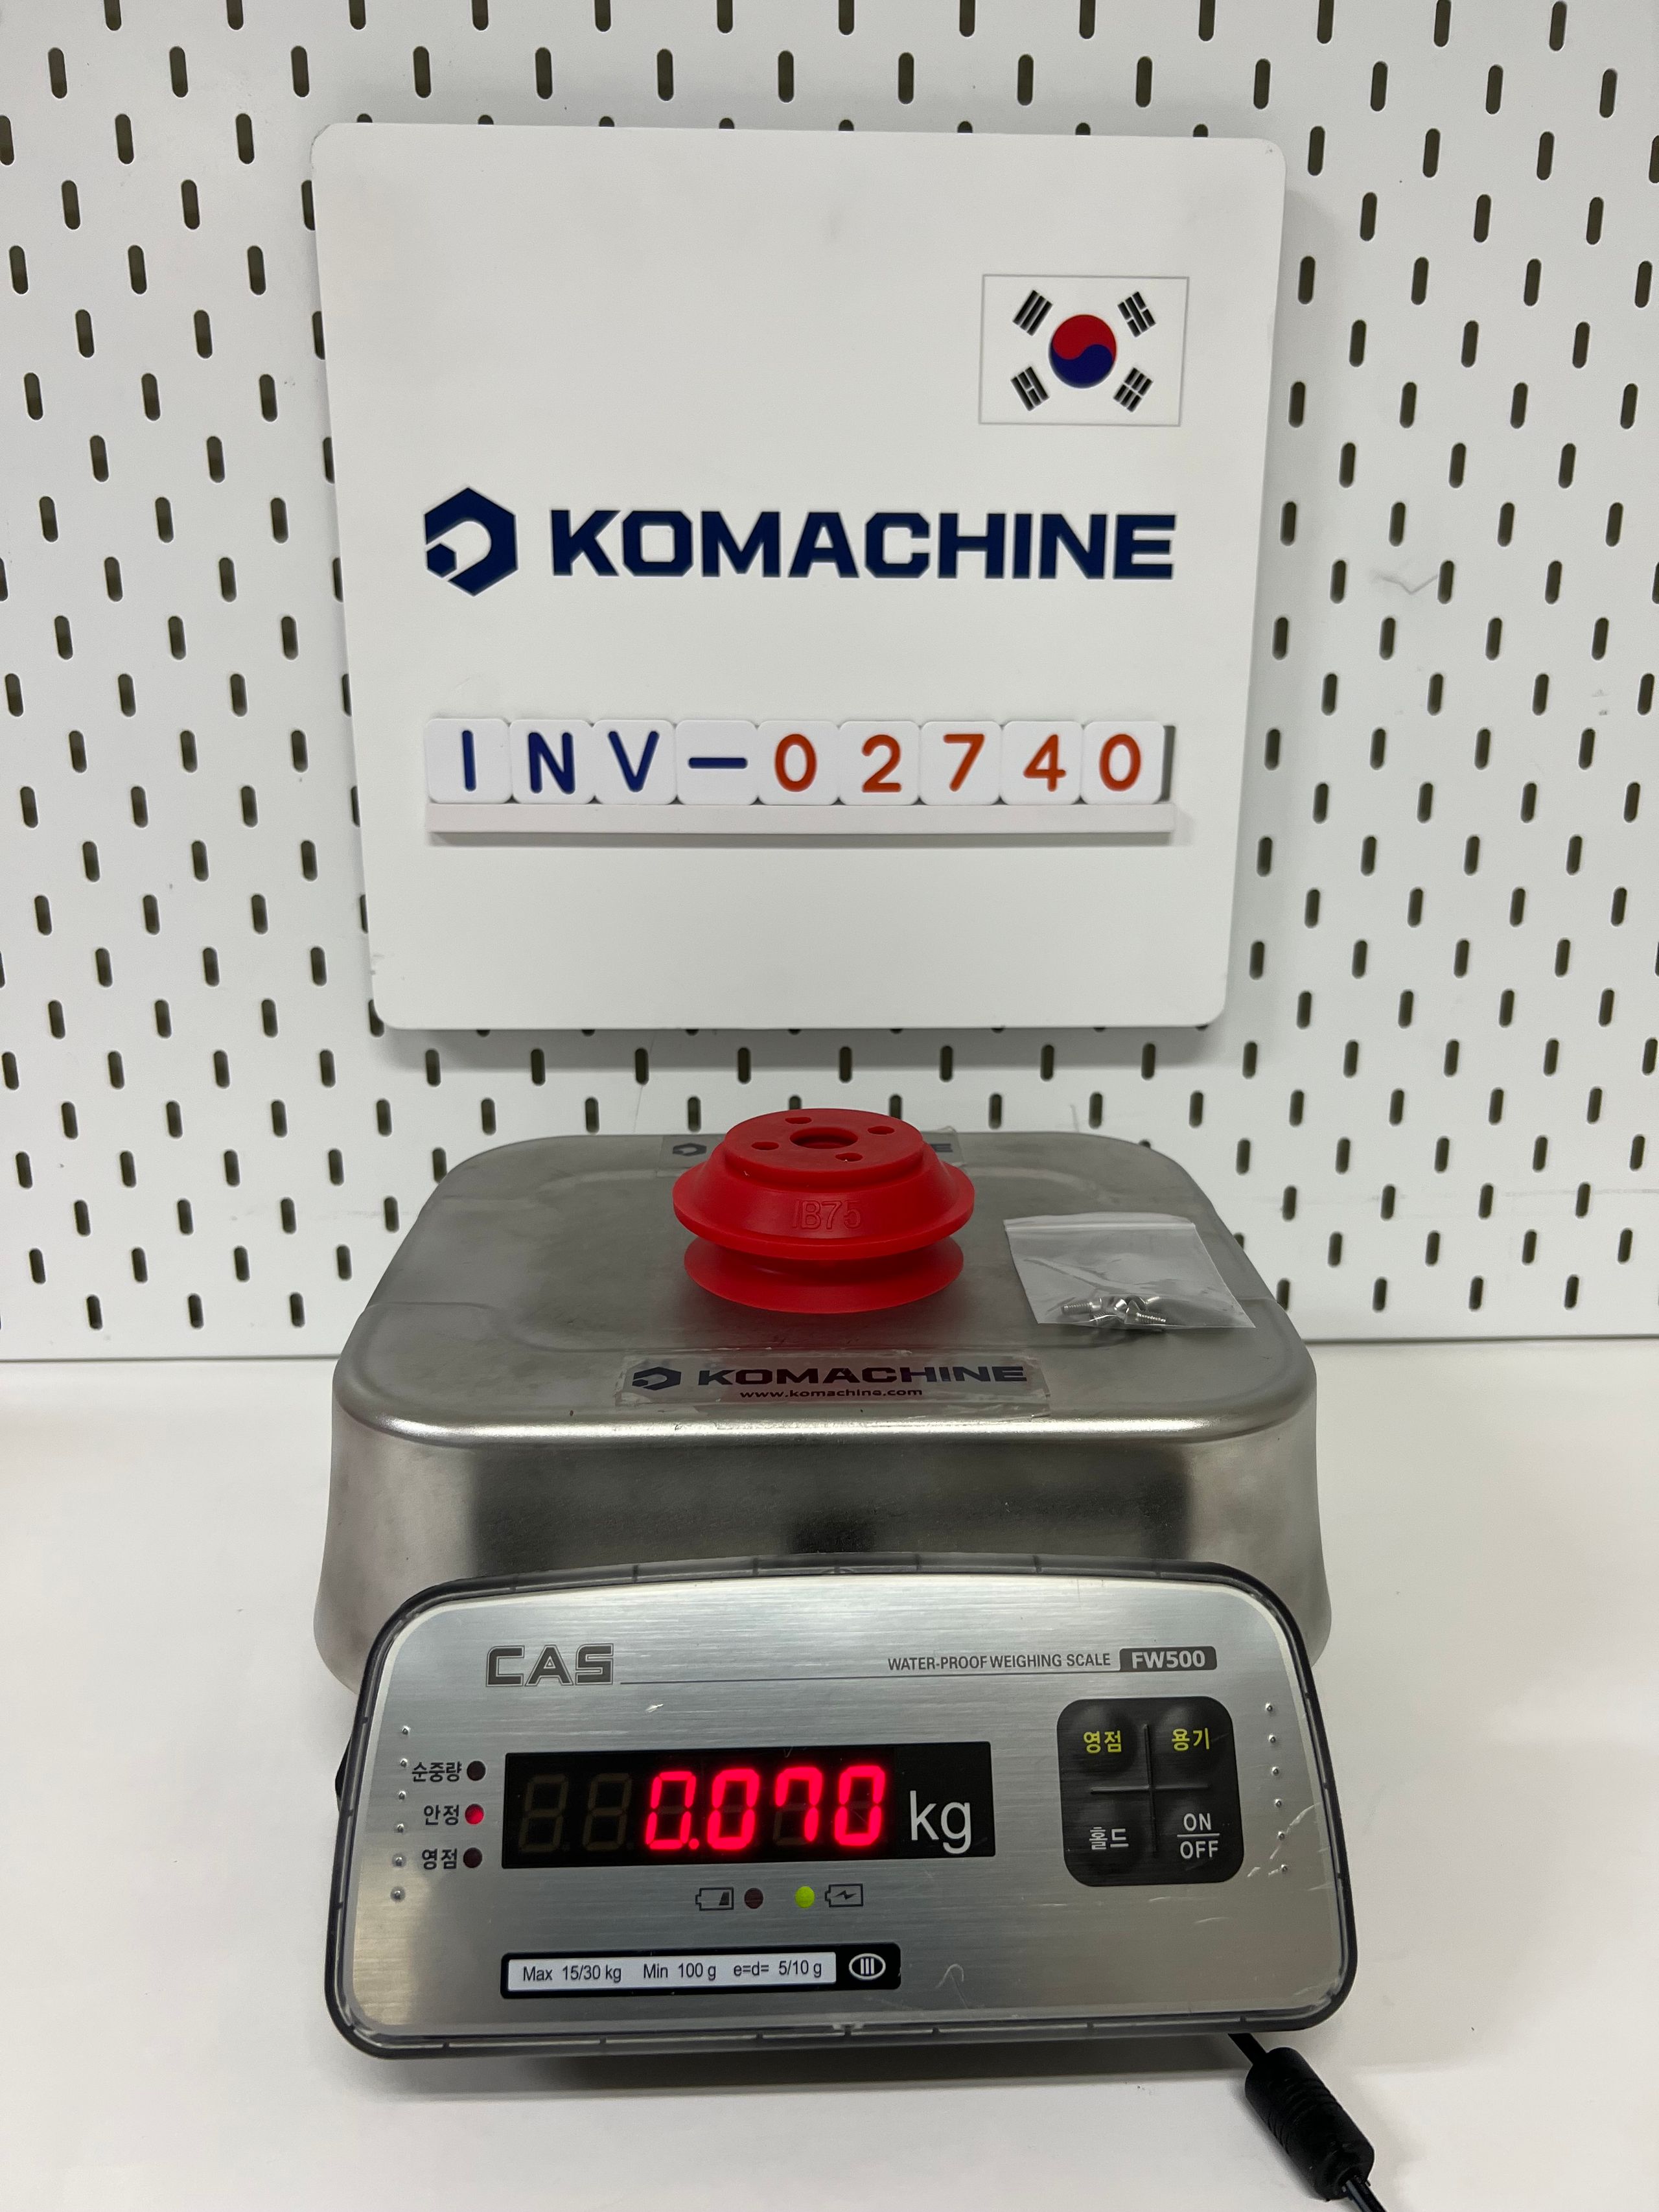 KOMACHINE
INV-02740
IB75
KOMACHINE
www.komachine.com
CAS
WATER-PROOF WEIGHING SCALE FW500
영점 용기
순중량
0.070 kg
안정
홀드 ON/OFF
영점
Max 15/30 kg Min 100 g e=d= 5/10 g III